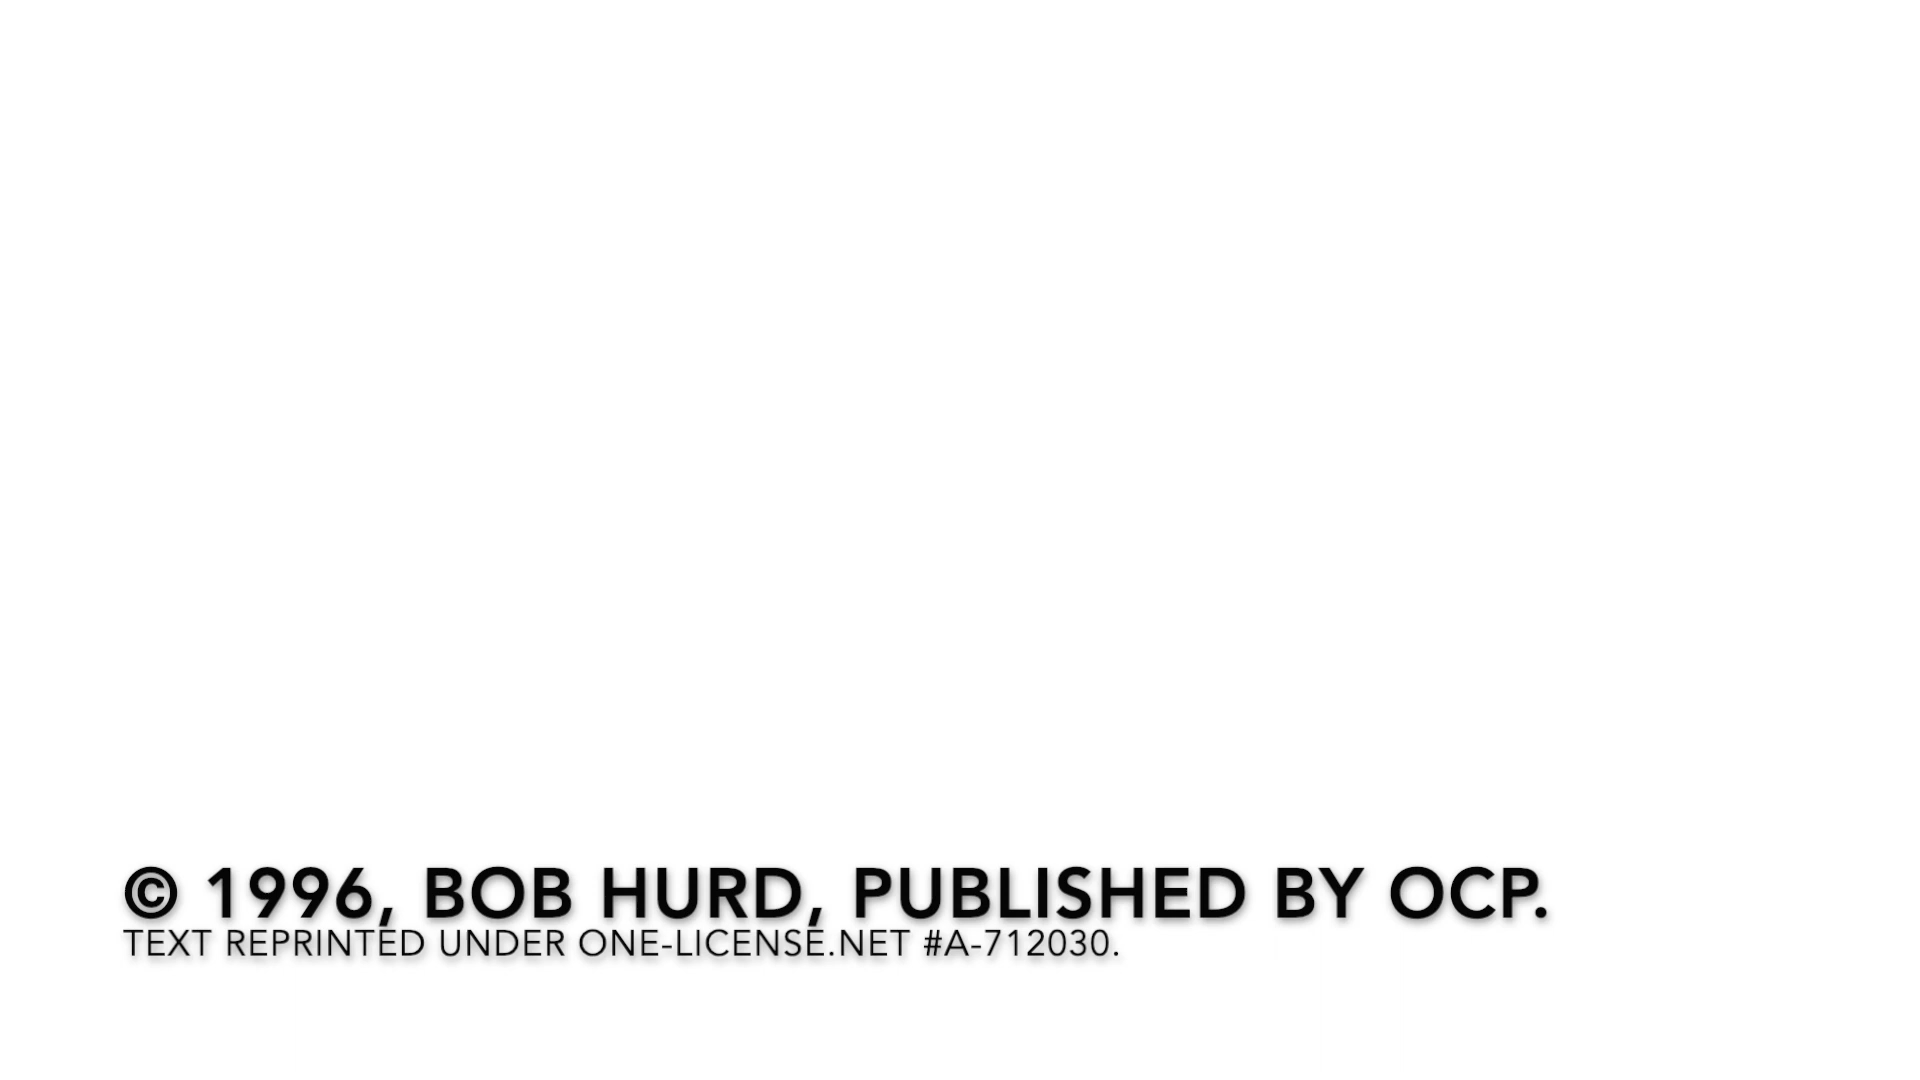 © 1996, BOB HURD, PUBLISHED BY OCP.
TEXT REPRINTED UNDER ONE-LICENSE.NET #A-712030.